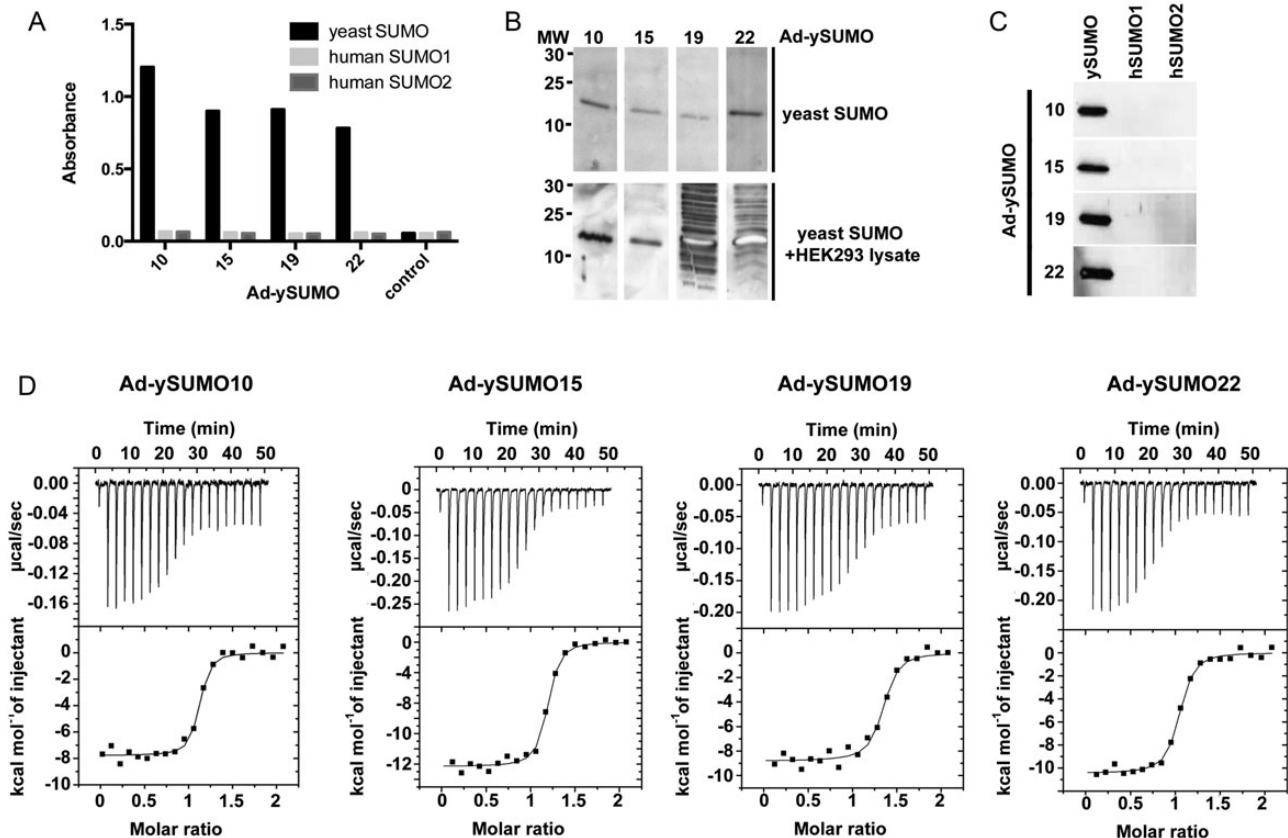 A
1.5
1.0
0.5
0.0
Absorbance
yeast SUMO
human SUMO1
human SUMO2
10
15
19
22
control
Ad-ySUMO
B
MW
10
15
19
22
Ad-ySUMO
30
25
10
yeast SUMO
30
25
10
yeast SUMO
+HEK293 lysate
C
ySUMO
hSUMO1
hSUMO2
Ad-ySUMO
10
15
19
22
D
Ad-ySUMO10
Time (min)
0 10 20 30 40 50
0.00
-0.04
-0.08
-0.12
-0.16
µcal/sec
0
-2
-4
-6
-8
-10
kcal mol⁻¹of injectant
0 0.5 1 1.5 2
Molar ratio
Ad-ySUMO15
Time (min)
0 10 20 30 40 50
0
-0.05
-0.10
-0.15
-0.20
-0.25
µcal/sec
0
-2
-4
-6
-8
-10
-12
kcal mol⁻¹of injectant
0 0.5 1 1.5 2
Molar ratio
Ad-ySUMO19
Time (min)
0 10 20 30 40 50
0.00
-0.05
-0.10
-0.15
-0.20
µcal/sec
0
-2
-4
-6
-8
-10
kcal mol⁻¹of injectant
0 0.5 1 1.5 2
Molar ratio
Ad-ySUMO22
Time (min)
0 10 20 30 40 50
0.00
-0.05
-0.10
-0.15
-0.20
µcal/sec
0
-2
-4
-6
-8
-10
kcal mol⁻¹of injectant
0 0.5 1 1.5 2
Molar ratio